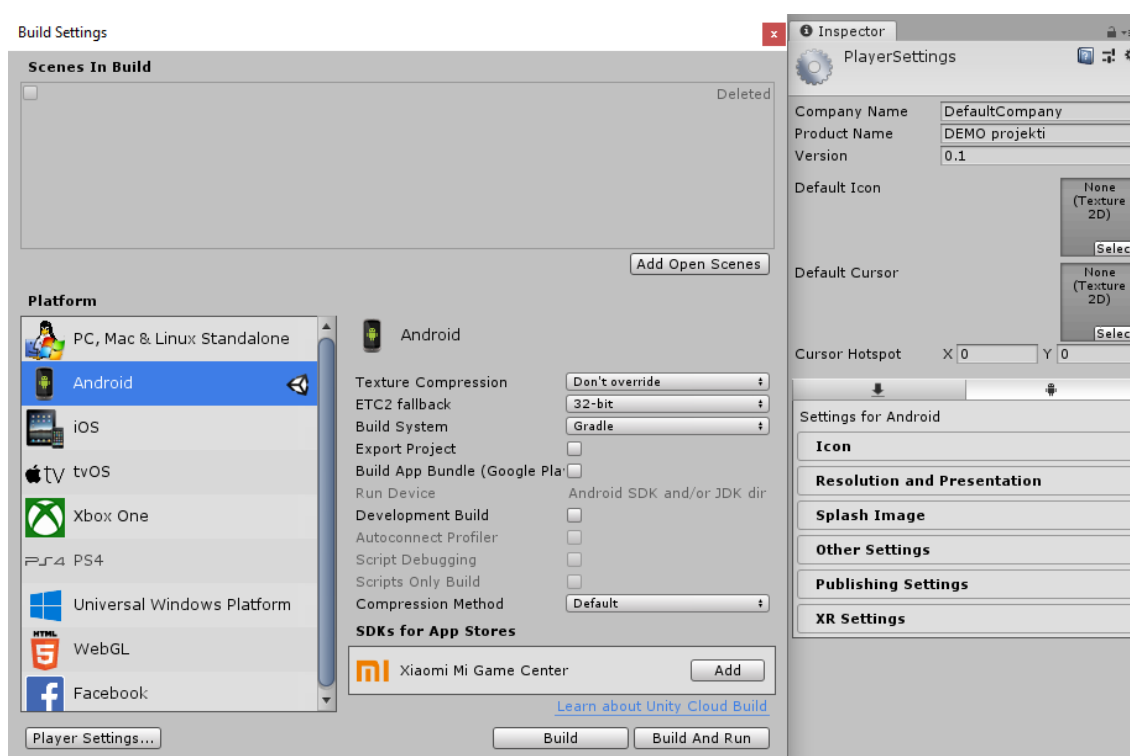 Build Settings
x
Scenes In Build
Deleted
Add Open Scenes
Platform
PC, Mac & Linux Standalone
Android
iOS
tv tvOS
Xbox One
PS4 PS4
Universal Windows Platform
HTML
5
WebGL
f Facebook
Player Settings...
Android
Texture Compression Don't override
ETC2 fallback 32-bit
Build System Gradle
Export Project
Build App Bundle (Google Pla
Run Device Android SDK and/or JDK dir
Development Build
Autoconnect Profiler
Script Debugging
Scripts Only Build
Compression Method Default
SDKs for App Stores
Xiaomi Mi Game Center Add
Learn about Unity Cloud Build
Build Build And Run
Inspector
PlayerSettings
Company Name DefaultCompany
Product Name DEMO projekti
Version 0.1
Default Icon
None
(Texture
2D)
Selec
Default Cursor
None
(Texture
2D)
Selec
Cursor Hotspot X 0 Y 0
Settings for Android
Icon
Resolution and Presentation
Splash Image
Other Settings
Publishing Settings
XR Settings